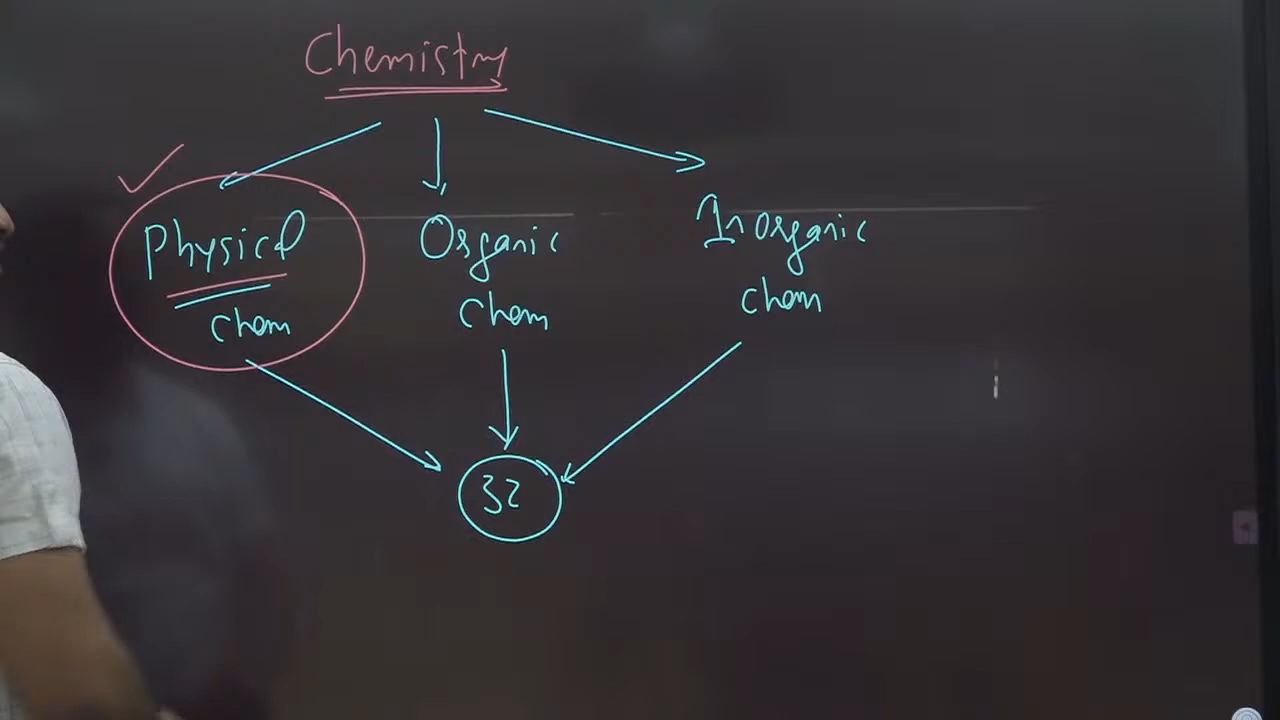 Chemistry
Physical
chem
Organic
chem
Inorganic
chem
32